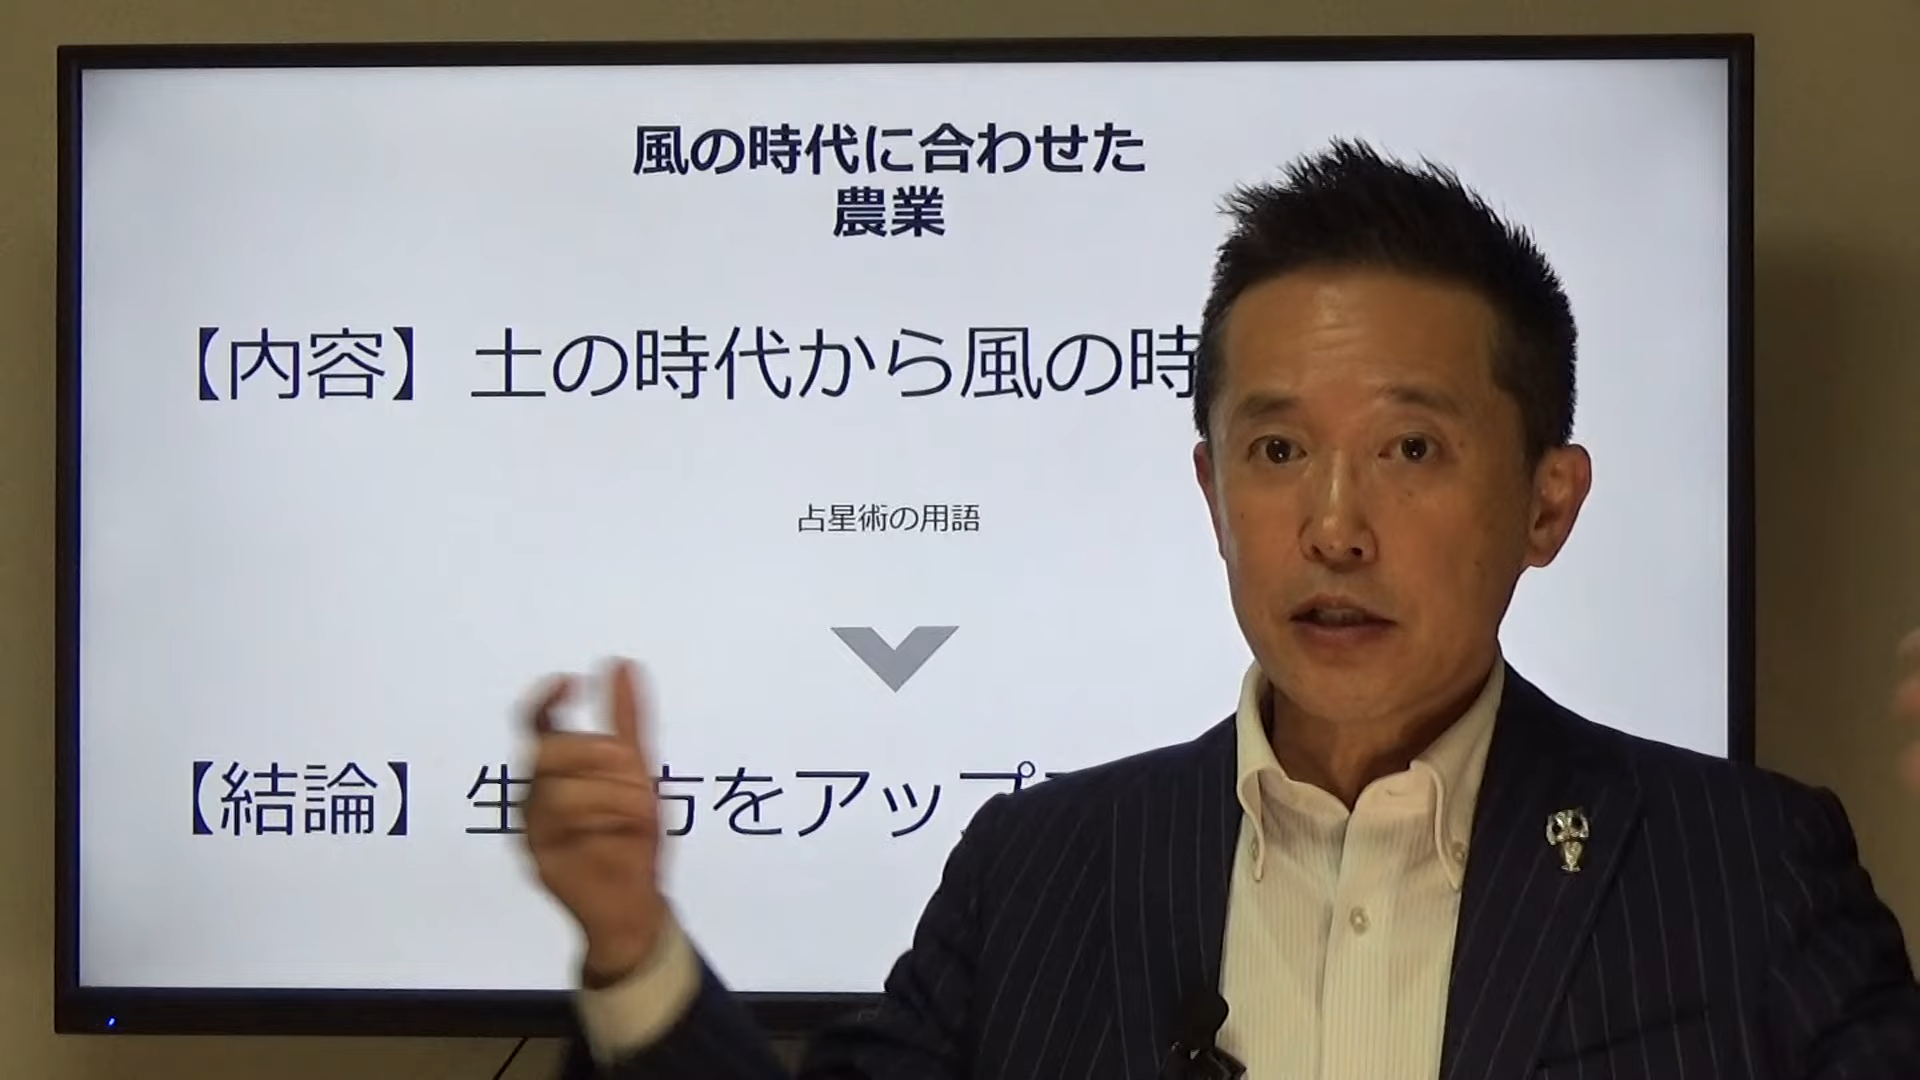 風の時代に合わせた
農業
【内容】土の時代から風の時
占星術の用語
【結論】生 方をアップ